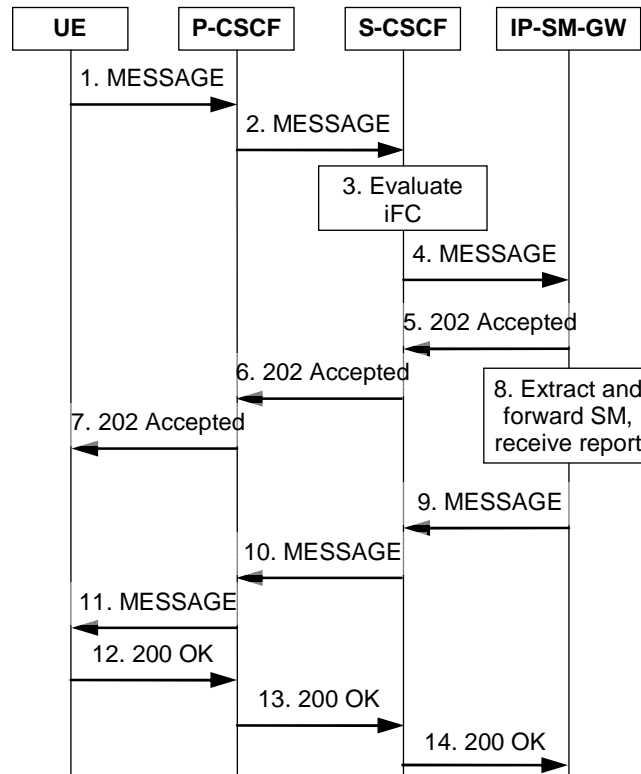 UE P-CSCF S-CSCF IP-SM-GW
1. MESSAGE
2. MESSAGE
3. Evaluate
iFC
4. MESSAGE
5. 202 Accepted
6. 202 Accepted
7. 202 Accepted
8. Extract and
forward SM,
receive report
9. MESSAGE
10. MESSAGE
11. MESSAGE
12. 200 OK
13. 200 OK
14. 200 OK